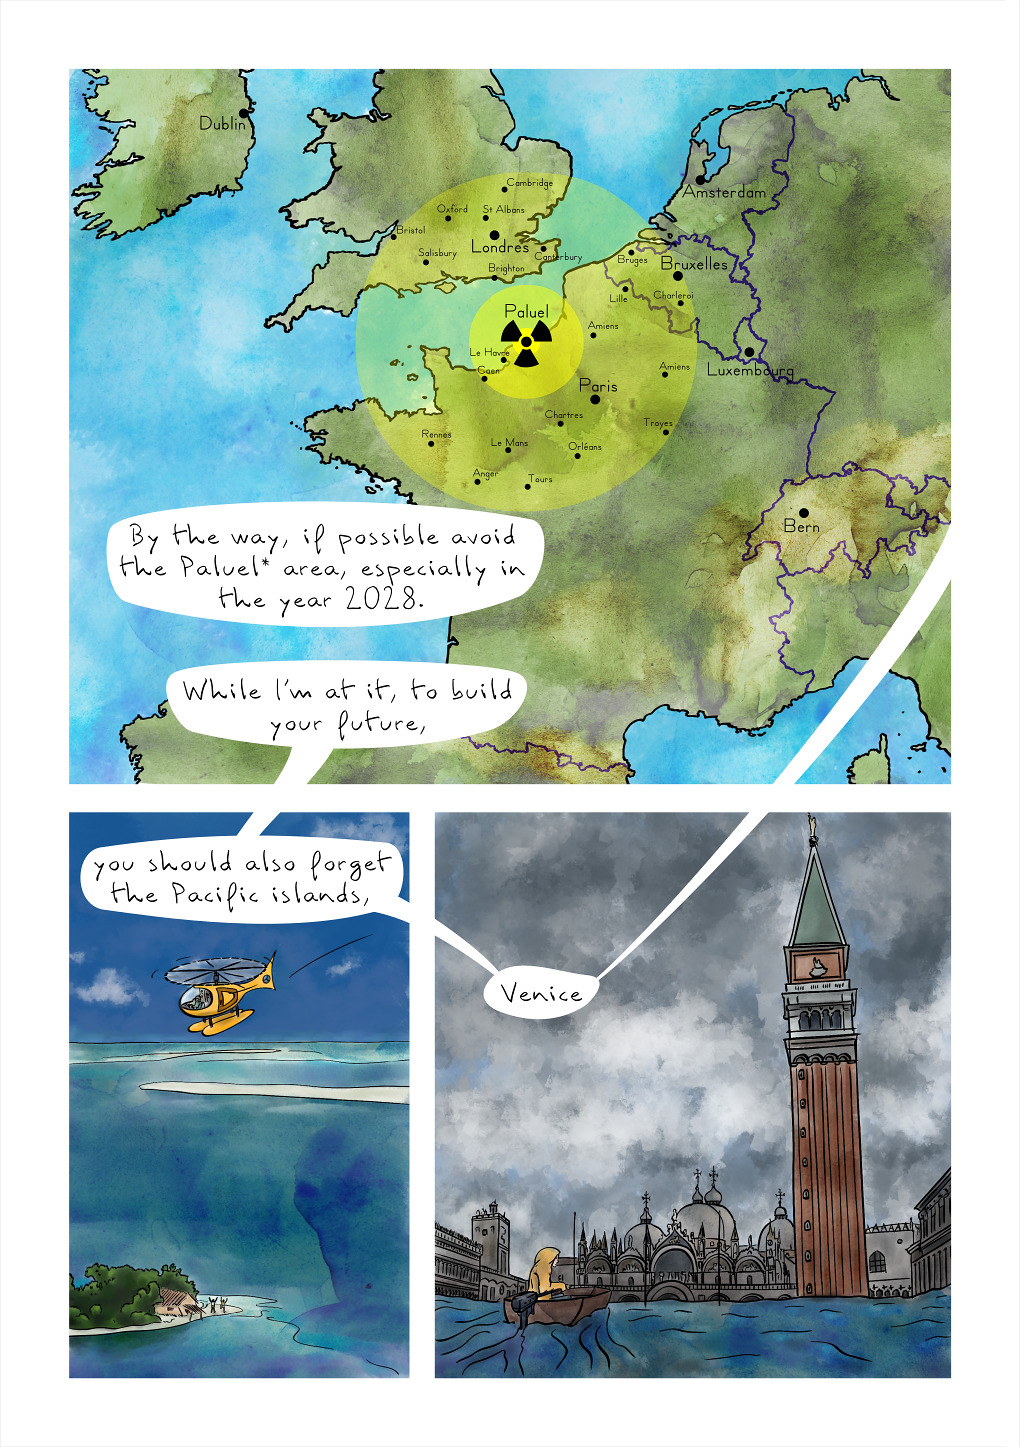 Dublin
Amsterdam
Cambridge
Oxford
St Albans
Bristol
Londres
Salisbury
Canterbury
Brighton
Bruges
Bruxelles
Lille
Charleroi
Paluel
Amiens
Le Havre
Caen
Amiens
Luxembourg
Paris
Chartres
Troyes
Rennes
Le Mans
Orléans
Anger
Tours
Bern
By the way, if possible avoid
the Paluel* area, especially in
the year 2028.
While I'm at it, to build
your future,
you should also forget
the Pacific islands,
Venice